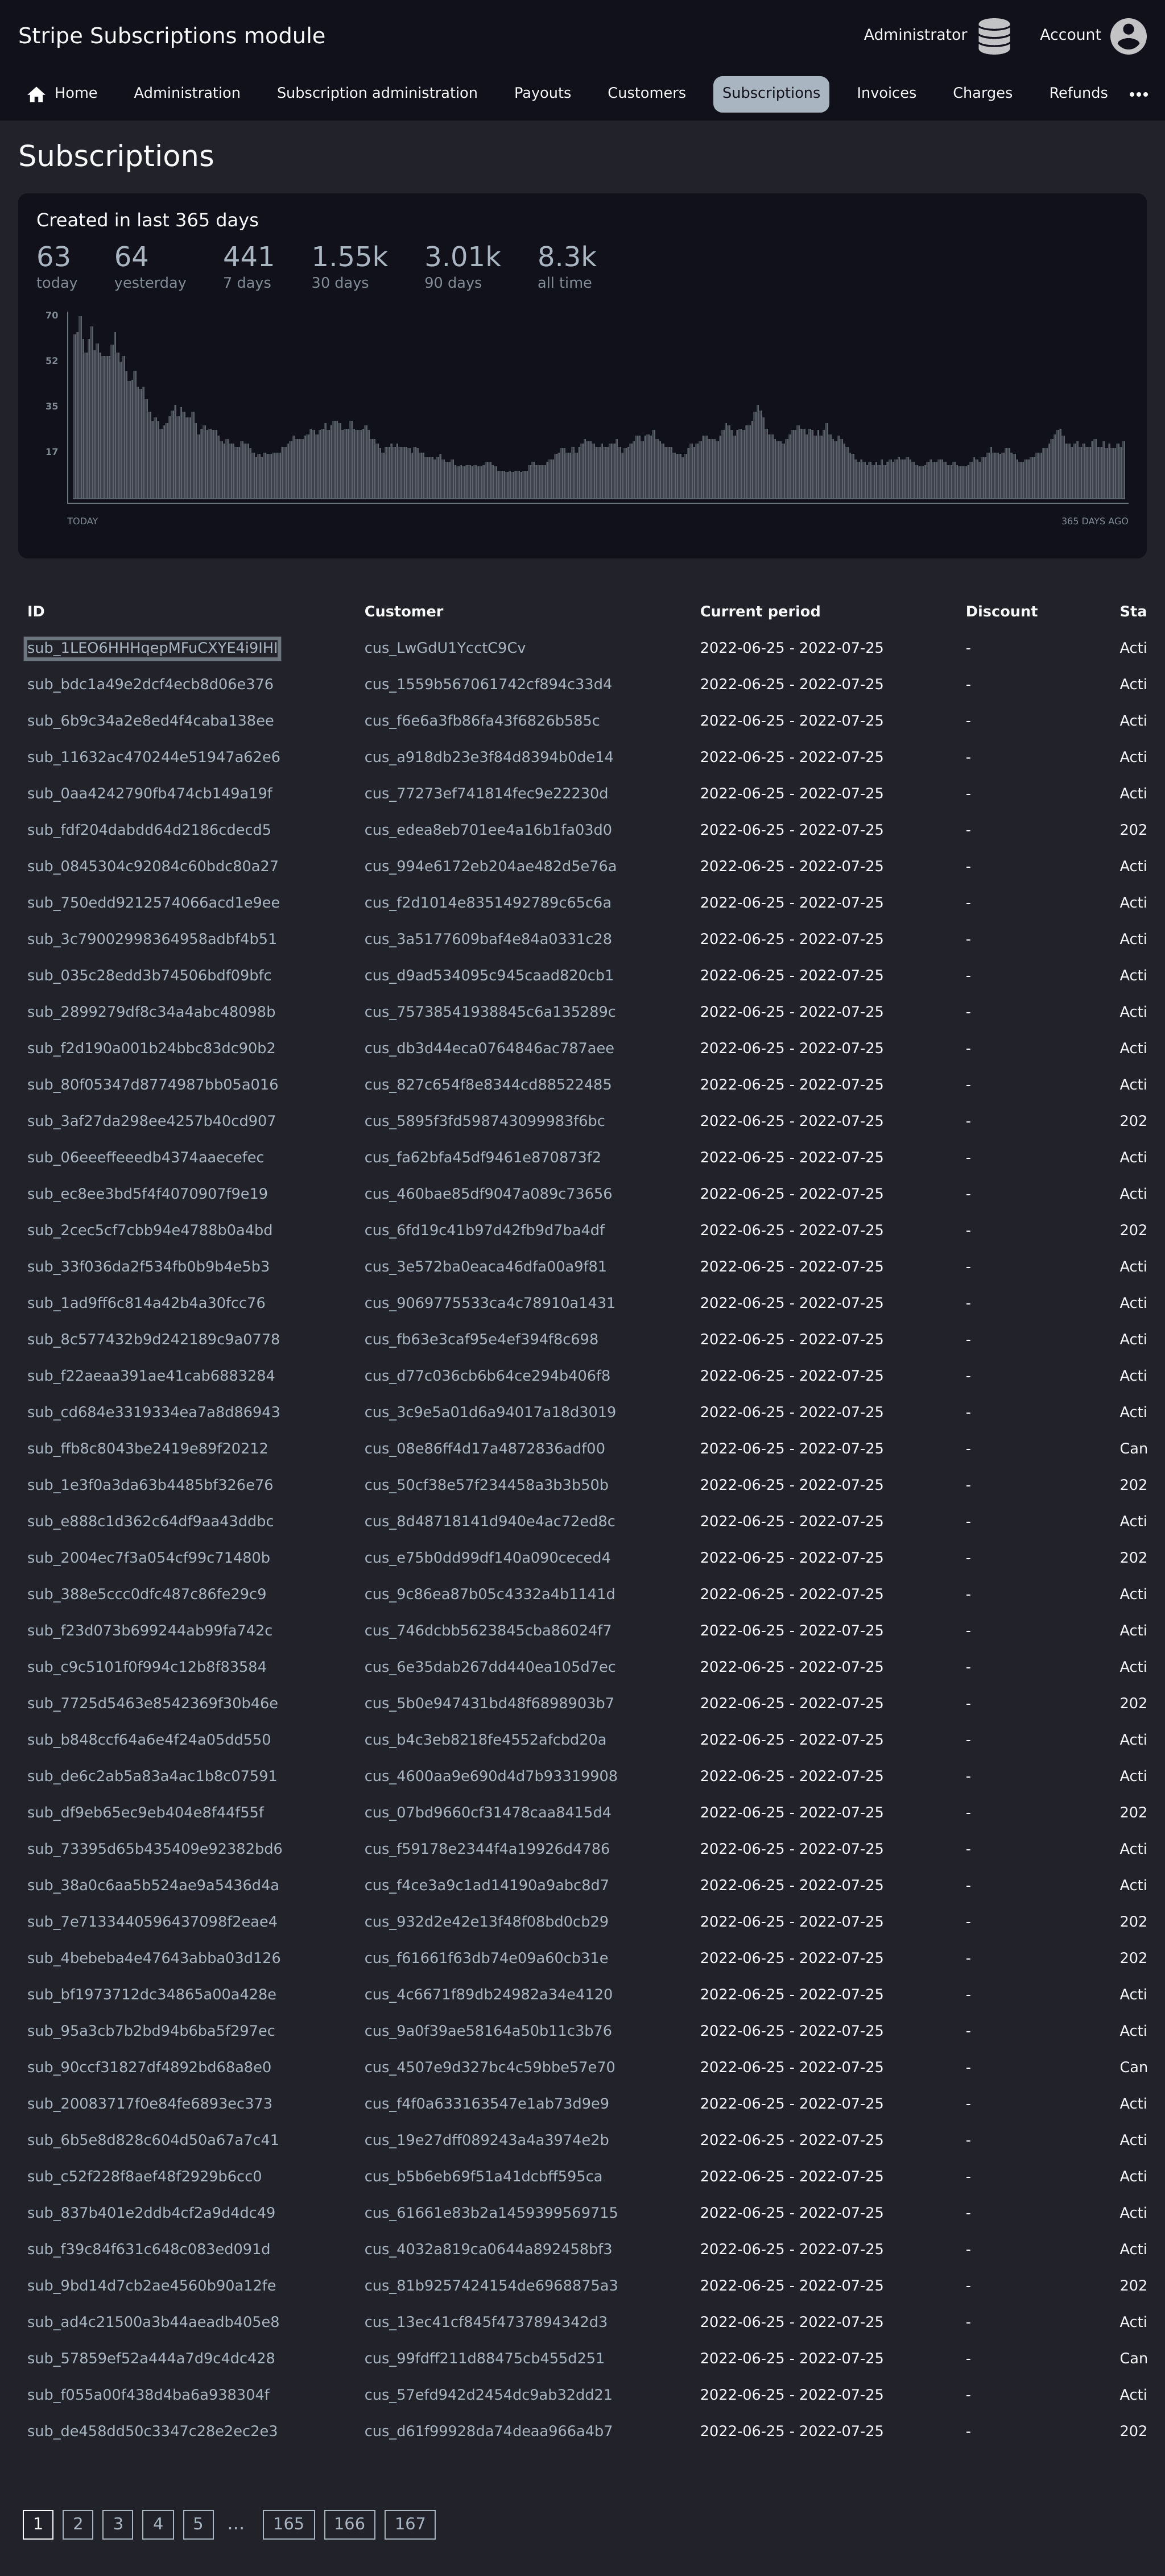 Stripe Subscriptions module
Administrator
Account
Home Administration Subscription administration Payouts Customers Subscriptions Invoices Charges Refunds •••
Subscriptions
Created in last 365 days
63 64 441 1.55k 3.01k 8.3k
today yesterday 7 days 30 days 90 days all time
70
52
35
17
TODAY 365 DAYS AGO
ID Customer Current period Discount Sta
sub_1LEO6HHHqepMFuCXYE4i9IHI cus_LwGdU1YcctC9Cv 2022-06-25 - 2022-07-25 - Acti
sub_bdc1a49e2dcf4ecb8d06e376 cus_1559b567061742cf894c33d4 2022-06-25 - 2022-07-25 - Acti
sub_6b9c34a2e8ed4f4caba138ee cus_f6e6a3fb86fa43f6826b585c 2022-06-25 - 2022-07-25 - Acti
sub_11632ac470244e51947a62e6 cus_a918db23e3f84d8394b0de14 2022-06-25 - 2022-07-25 - Acti
sub_0aa4242790fb474cb149a19f cus_77273ef741814fec9e22230d 2022-06-25 - 2022-07-25 - Acti
sub_fdf204dabdd64d2186cdecd5 cus_edea8eb701ee4a16b1fa03d0 2022-06-25 - 2022-07-25 - 202
sub_0845304c92084c60bdc80a27 cus_994e6172eb204ae482d5e76a 2022-06-25 - 2022-07-25 - Acti
sub_750edd9212574066acd1e9ee cus_f2d1014e8351492789c65c6a 2022-06-25 - 2022-07-25 - Acti
sub_3c79002998364958adbf4b51 cus_3a5177609baf4e84a0331c28 2022-06-25 - 2022-07-25 - Acti
sub_035c28edd3b74506bdf09bfc cus_d9ad534095c945caad820cb1 2022-06-25 - 2022-07-25 - Acti
sub_2899279df8c34a4abc48098b cus_75738541938845c6a135289c 2022-06-25 - 2022-07-25 - Acti
sub_f2d190a001b24bbc83dc90b2 cus_db3d44eca0764846ac787aee 2022-06-25 - 2022-07-25 - Acti
sub_80f05347d8774987bb05a016 cus_827c654f8e8344cd88522485 2022-06-25 - 2022-07-25 - Acti
sub_3af27da298ee4257b40cd907 cus_5895f3fd598743099983f6bc 2022-06-25 - 2022-07-25 - 202
sub_06eeeffeeedb4374aaecefec cus_fa62bfa45df9461e870873f2 2022-06-25 - 2022-07-25 - Acti
sub_ec8ee3bd5f4f4070907f9e19 cus_460bae85df9047a089c73656 2022-06-25 - 2022-07-25 - Acti
sub_2cec5cf7cbb94e4788b0a4bd cus_6fd19c41b97d42fb9d7ba4df 2022-06-25 - 2022-07-25 - 202
sub_33f036da2f534fb0b9b4e5b3 cus_3e572ba0eaca46dfa00a9f81 2022-06-25 - 2022-07-25 - Acti
sub_1ad9ff6c814a42b4a30fcc76 cus_9069775533ca4c78910a1431 2022-06-25 - 2022-07-25 - Acti
sub_8c577432b9d242189c9a0778 cus_fb63e3caf95e4ef394f8c698 2022-06-25 - 2022-07-25 - Acti
sub_f22aeaa391ae41cab6883284 cus_d77c036cb6b64ce294b406f8 2022-06-25 - 2022-07-25 - Acti
sub_cd684e3319334ea7a8d86943 cus_3c9e5a01d6a94017a18d3019 2022-06-25 - 2022-07-25 - Acti
sub_ffb8c8043be2419e89f20212 cus_08e86ff4d17a4872836adf00 2022-06-25 - 2022-07-25 - Can
sub_1e3f0a3da63b4485bf326e76 cus_50cf38e57f234458a3b3b50b 2022-06-25 - 2022-07-25 - 202
sub_e888c1d362c64df9aa43ddbc cus_8d48718141d940e4ac72ed8c 2022-06-25 - 2022-07-25 - Acti
sub_2004ec7f3a054cf99c71480b cus_e75b0dd99df140a090ceced4 2022-06-25 - 2022-07-25 - 202
sub_388e5ccc0dfc487c86fe29c9 cus_9c86ea87b05c4332a4b1141d 2022-06-25 - 2022-07-25 - Acti
sub_f23d073b699244ab99fa742c cus_746dcbb5623845cba86024f7 2022-06-25 - 2022-07-25 - Acti
sub_c9c5101f0f994c12b8f83584 cus_6e35dab267dd440ea105d7ec 2022-06-25 - 2022-07-25 - Acti
sub_7725d5463e8542369f30b46e cus_5b0e947431bd48f6898903b7 2022-06-25 - 2022-07-25 - 202
sub_b848ccf64a6e4f24a05dd550 cus_b4c3eb8218fe4552afcbd20a 2022-06-25 - 2022-07-25 - Acti
sub_de6c2ab5a83a4ac1b8c07591 cus_4600aa9e690d4d7b93319908 2022-06-25 - 2022-07-25 - Acti
sub_df9eb65ec9eb404e8f44f55f cus_07bd9660cf31478caa8415d4 2022-06-25 - 2022-07-25 - 202
sub_73395d65b435409e92382bd6 cus_f59178e2344f4a19926d4786 2022-06-25 - 2022-07-25 - Acti
sub_38a0c6aa5b524ae9a5436d4a cus_f4ce3a9c1ad14190a9abc8d7 2022-06-25 - 2022-07-25 - Acti
sub_7e7133440596437098f2eae4 cus_932d2e42e13f48f08bd0cb29 2022-06-25 - 2022-07-25 - 202
sub_4bebeba4e47643abba03d126 cus_f61661f63db74e09a60cb31e 2022-06-25 - 2022-07-25 - 202
sub_bf1973712dc34865a00a428e cus_4c6671f89db24982a34e4120 2022-06-25 - 2022-07-25 - Acti
sub_95a3cb7b2bd94b6ba5f297ec cus_9a0f39ae58164a50b11c3b76 2022-06-25 - 2022-07-25 - Acti
sub_90ccf31827df4892bd68a8e0 cus_4507e9d327bc4c59bbe57e70 2022-06-25 - 2022-07-25 - Can
sub_20083717f0e84fe6893ec373 cus_f4f0a633163547e1ab73d9e9 2022-06-25 - 2022-07-25 - Acti
sub_6b5e8d828c604d50a67a7c41 cus_19e27dff089243a4a3974e2b 2022-06-25 - 2022-07-25 - Acti
sub_c52f228f8aef48f2929b6cc0 cus_b5b6eb69f51a41dcbff595ca 2022-06-25 - 2022-07-25 - Acti
sub_837b401e2ddb4cf2a9d4dc49 cus_61661e83b2a1459399569715 2022-06-25 - 2022-07-25 - Acti
sub_f39c84f631c648c083ed091d cus_4032a819ca0644a892458bf3 2022-06-25 - 2022-07-25 - Acti
sub_9bd14d7cb2ae4560b90a12fe cus_81b9257424154de6968875a3 2022-06-25 - 2022-07-25 - 202
sub_ad4c21500a3b44aeadb405e8 cus_13ec41cf845f4737894342d3 2022-06-25 - 2022-07-25 - Acti
sub_57859ef52a444a7d9c4dc428 cus_99fdff211d88475cb455d251 2022-06-25 - 2022-07-25 - Can
sub_f055a00f438d4ba6a938304f cus_57efd942d2454dc9ab32dd21 2022-06-25 - 2022-07-25 - Acti
sub_de458dd50c3347c28e2ec2e3 cus_d61f99928da74deaa966a4b7 2022-06-25 - 2022-07-25 - 202
1 2 3 4 5 … 165 166 167